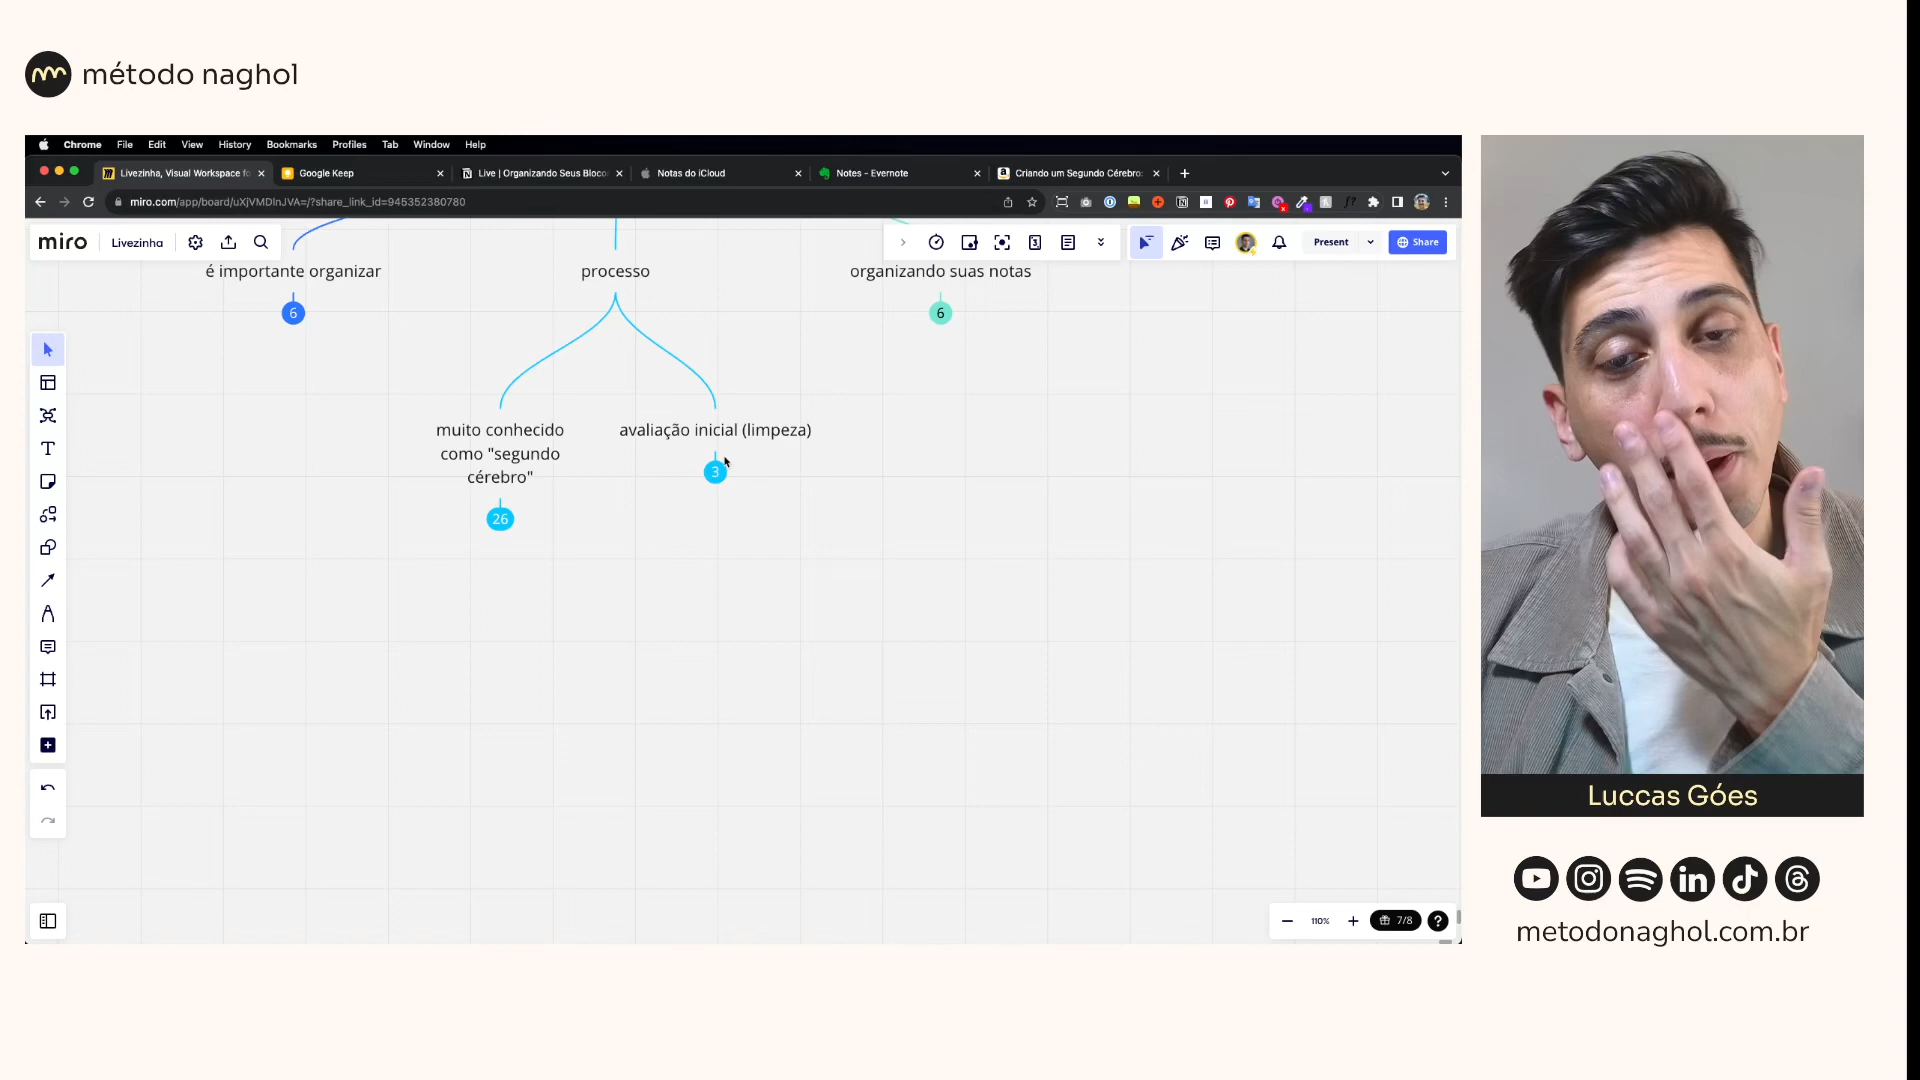 método naghol
Chrome File Edit View History Bookmarks Profiles Tab Window Help
Livezinha, Visual Workspace fo
Google Keep
Live | Organizando Seus Bloco
Notas do iCloud
Notes - Evernote
Criando um Segundo Cérebro:
miro.com/app/board/uXjVMDlnJVA=/?share_link_id=945352380780
miro Livezinha
Present
Share
é importante organizar
processo
organizando suas notas
6
6
muito conhecido
como "segundo
cérebro"
avaliação inicial (limpeza)
3
26
110%
7/8
?
Luccas Góes
metodonaghol.com.br